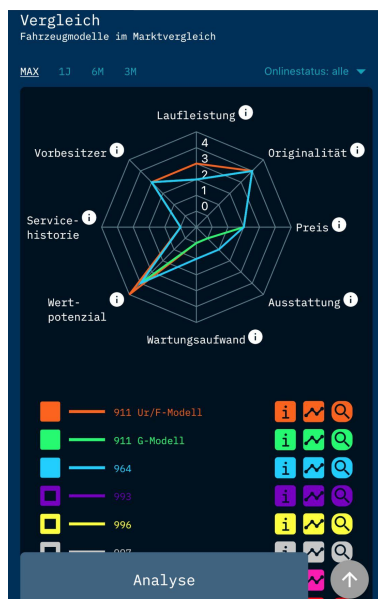 Vergleich
Fahrzeugmodelle im Marktvergleich
MAX 1J 6M 3M Onlinestatus: alle
Laufleistung
Vorbesitzer
Originalität
4
3
2
1
0
Service-
historie
Preis
Wert-
potenzial
Ausstattung
Wartungsaufwand
911 Ur/F-Modell
911 G-Modell
964
993
996
Analyse